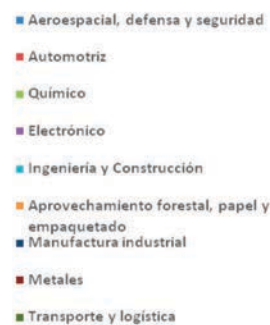 Aeroespacial, defensa y seguridad
Automotriz
Químico
Electrónico
Ingeniería y Construcción
Aprovechamiento forestal, papel y
empaquetado
Manufactura industrial
Metales
Transporte y logística